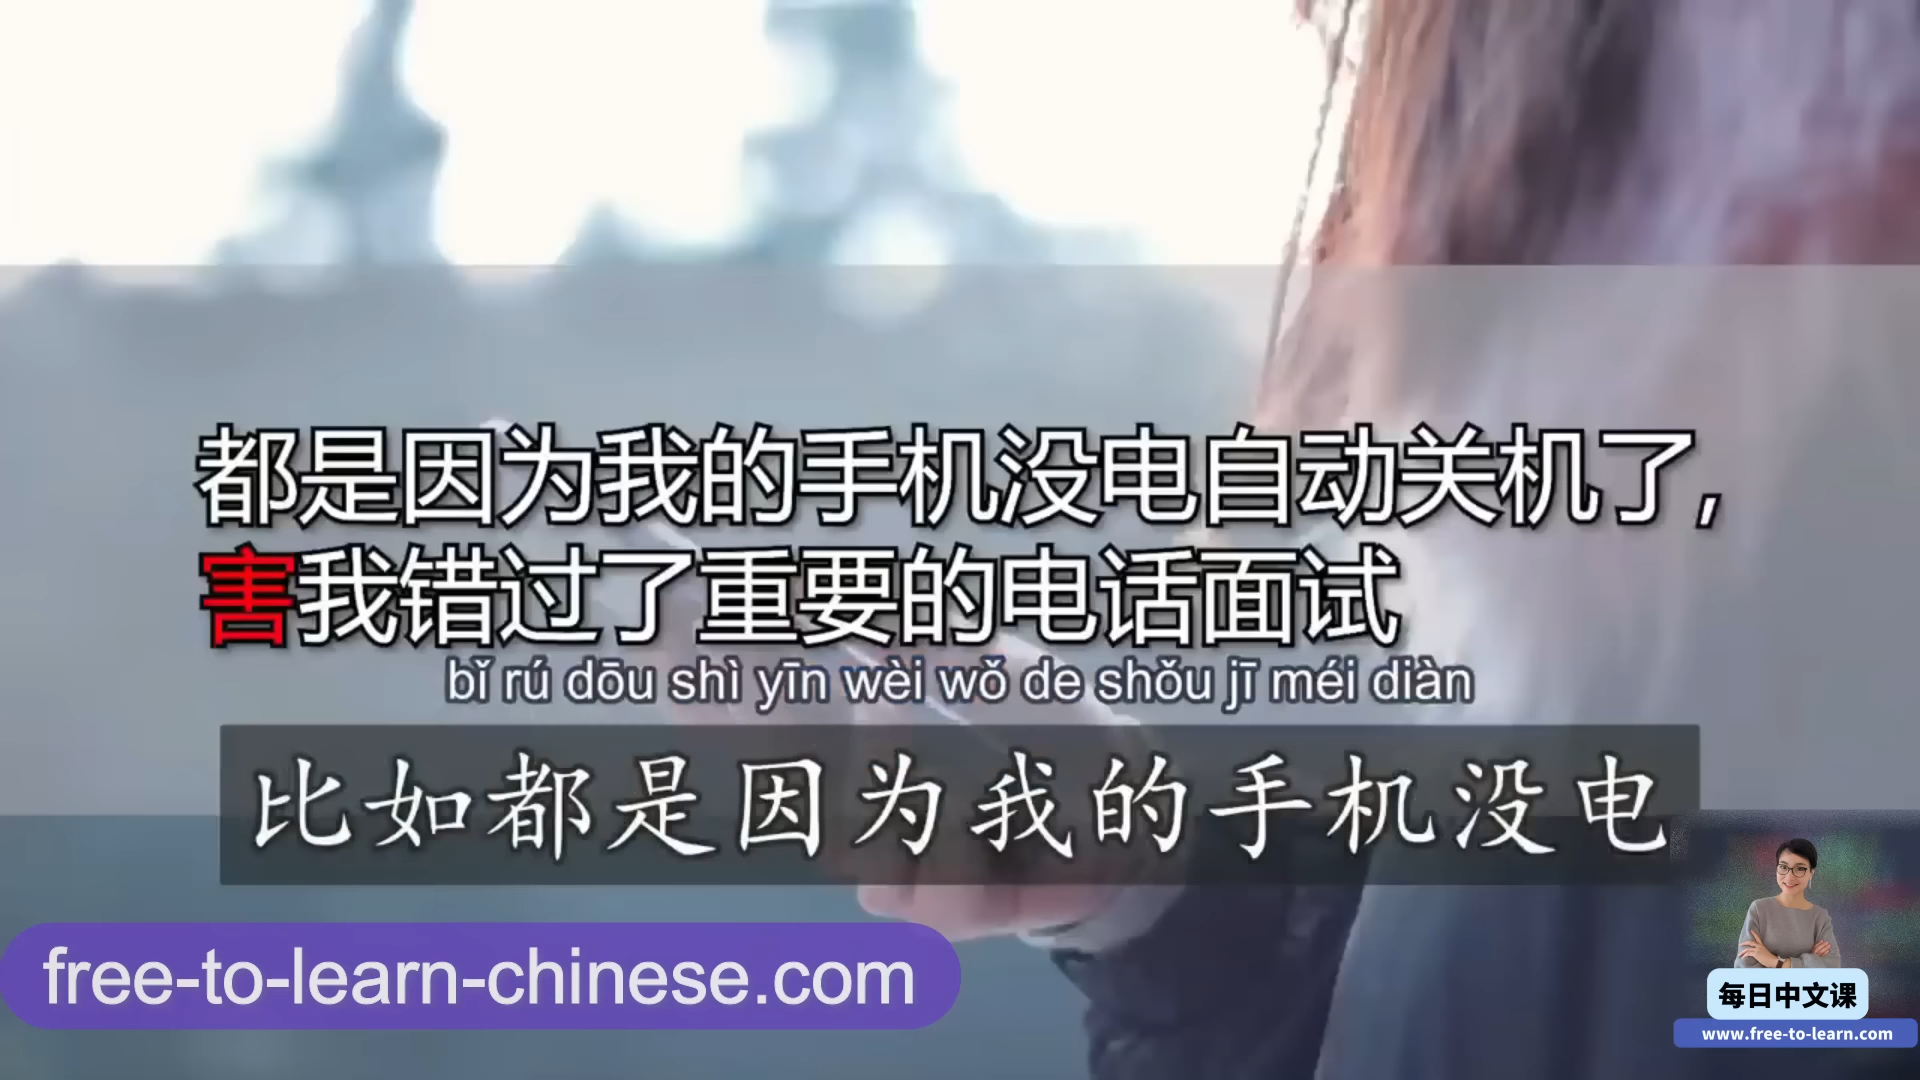 都是因为我的手机没电自动关机了,
害我错过了重要的电话面试
bǐ rú dōu shì yīn wèi wǒ de shǒu jī méi diàn
比如都是因为我的手机没电
free-to-learn-chinese.com
每日中文课
www.free-to-learn.com